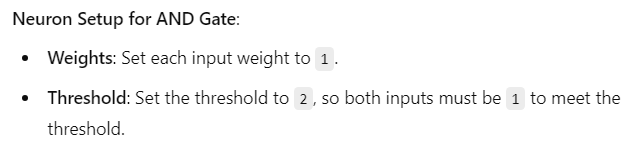 Neuron Setup for AND Gate:
• Weights: Set each input weight to 1.
• Threshold: Set the threshold to 2, so both inputs must be 1 to meet the
threshold.